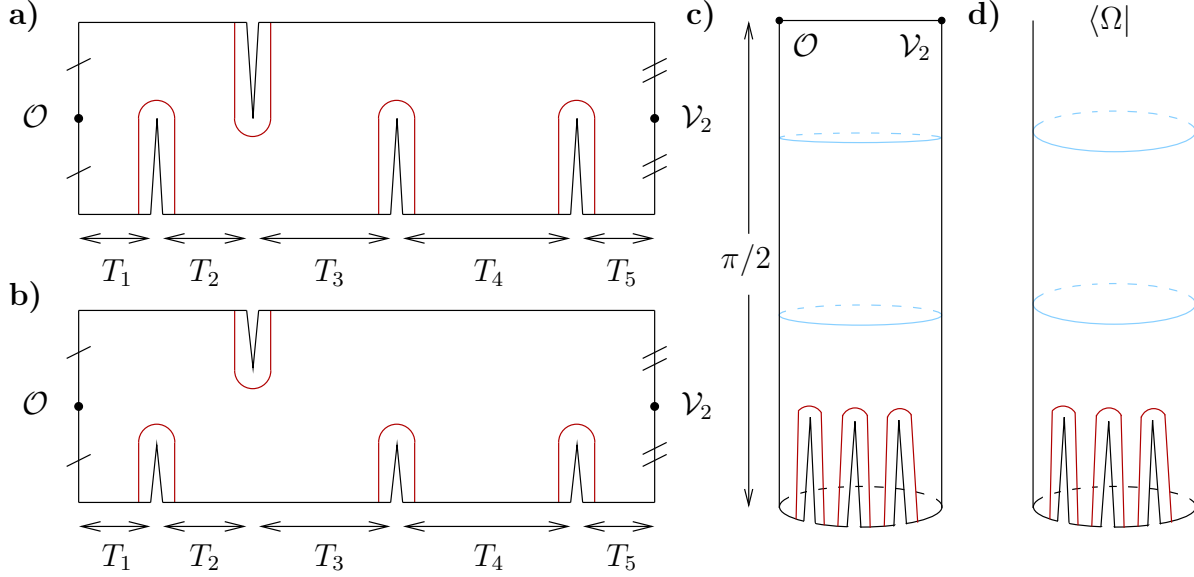 a)
𝒪
𝒱₂
T₁ T₂ T₃ T₄ T₅
b)
𝒪
𝒱₂
T₁ T₂ T₃ T₄ T₅
c)
𝒪 𝒱₂
π/2
d)
⟨Ω|